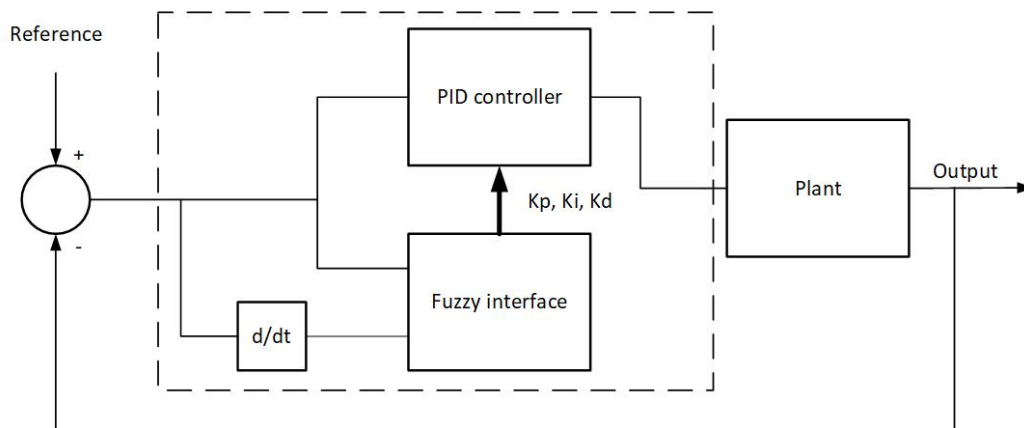 Reference
+
-
PID controller
Kp, Ki, Kd
Fuzzy interface
d/dt
Plant
Output